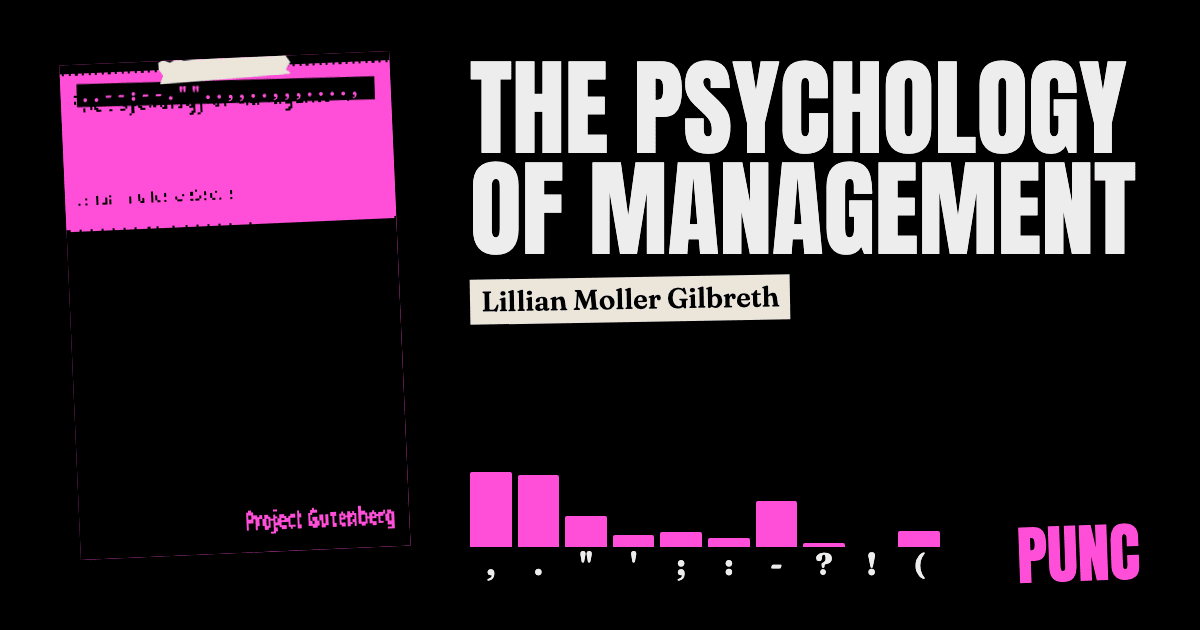 . . - - : - - . " " . . , , . . , , , . . . . ,
Project Gutenberg
THE PSYCHOLOGY
OF MANAGEMENT
Lillian Moller Gilbreth
, . " ' ; : - ? ! (
PUNC